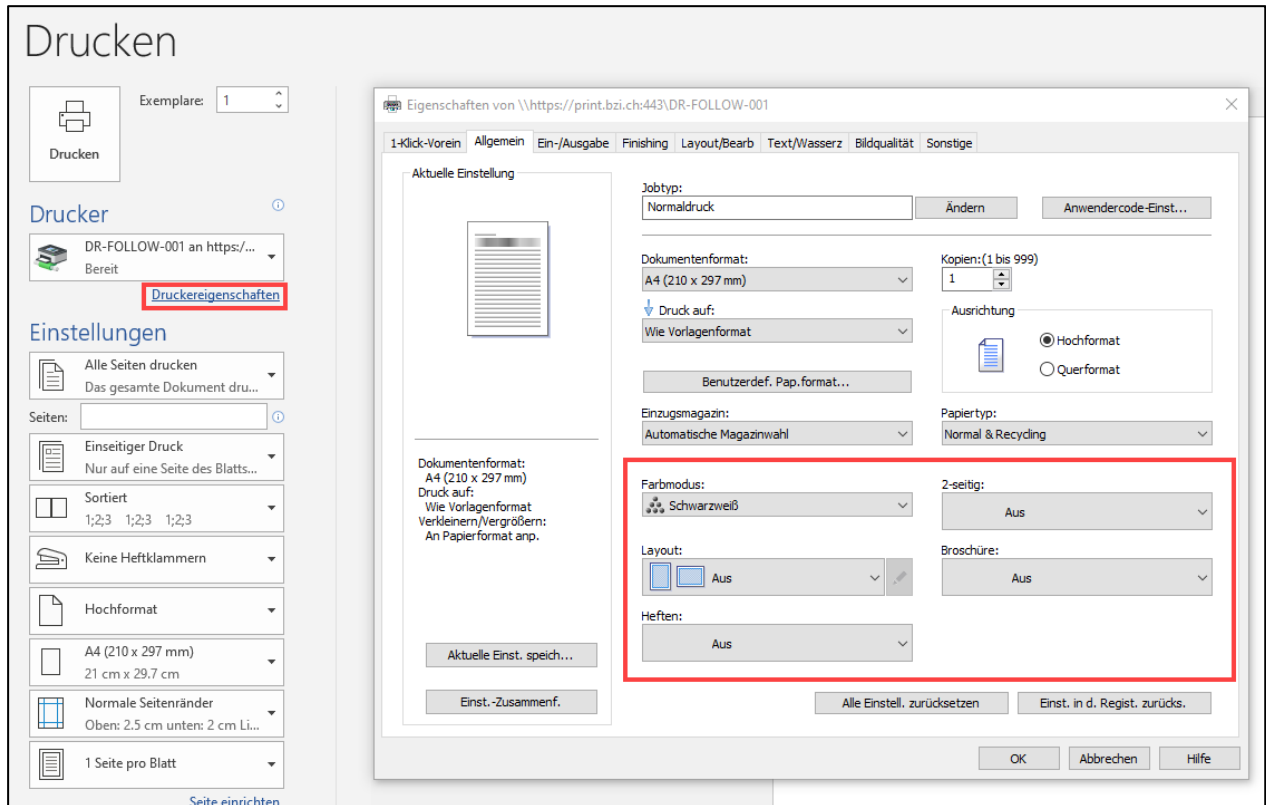 Drucken
Exemplare: 1
Drucken
Drucker
DR-FOLLOW-001 an https:/...
Bereit
Druckereigenschaften
Einstellungen
Alle Seiten drucken
Das gesamte Dokument dru...
Seiten:
Einseitiger Druck
Nur auf eine Seite des Blatts...
Sortiert
1;2;3 1;2;3 1;2;3
Keine Heftklammern
Hochformat
A4 (210 x 297 mm)
21 cm x 29.7 cm
Normale Seitenränder
Oben: 2.5 cm unten: 2 cm Li...
1 Seite pro Blatt
Seite einrichten
Eigenschaften von \\https://print.bzi.ch:443\DR-FOLLOW-001
1-Klick-Vorein Allgemein Ein-/Ausgabe Finishing Layout/Bearb Text/Wasserz Bildqualität Sonstige
Aktuelle Einstellung
Dokumentenformat:
A4 (210 x 297 mm)
Druck auf:
Wie Vorlagenformat
Verkleinern/Vergrößern:
An Papierformat anp.
Aktuelle Einst. speich...
Einst.-Zusammenf.
Jobtyp:
Normaldruck Ändern Anwendercode-Einst...
Dokumentenformat: Kopien:(1 bis 999)
A4 (210 x 297 mm) 1
Druck auf: Ausrichtung
Wie Vorlagenformat Hochformat
Querformat
Benutzerdef. Pap.format...
Einzugsmagazin: Papiertyp:
Automatische Magazinwahl Normal & Recycling
Farbmodus: 2-seitig:
Schwarzweiß Aus
Layout: Broschüre:
Aus Aus
Heften:
Aus
Alle Einstell. zurücksetzen Einst. in d. Regist. zurücks.
OK Abbrechen Hilfe